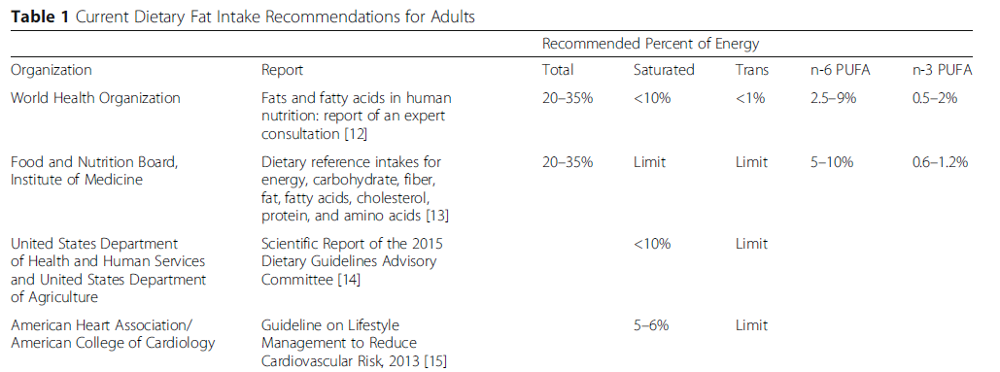 Table 1 Current Dietary Fat Intake Recommendations for Adults
Recommended Percent of Energy
Organization Report Total Saturated Trans n-6 PUFA n-3 PUFA
World Health Organization Fats and fatty acids in human 20–35% <10% <1% 2.5–9% 0.5–2%
nutrition: report of an expert
consultation [12]
Food and Nutrition Board, Dietary reference intakes for 20–35% Limit Limit 5–10% 0.6–1.2%
Institute of Medicine energy, carbohydrate, fiber,
fat, fatty acids, cholesterol,
protein, and amino acids [13]
United States Department Scientific Report of the 2015 <10% Limit
of Health and Human Services Dietary Guidelines Advisory
and United States Department Committee [14]
of Agriculture
American Heart Association/ Guideline on Lifestyle 5–6% Limit
American College of Cardiology Management to Reduce
Cardiovascular Risk, 2013 [15]